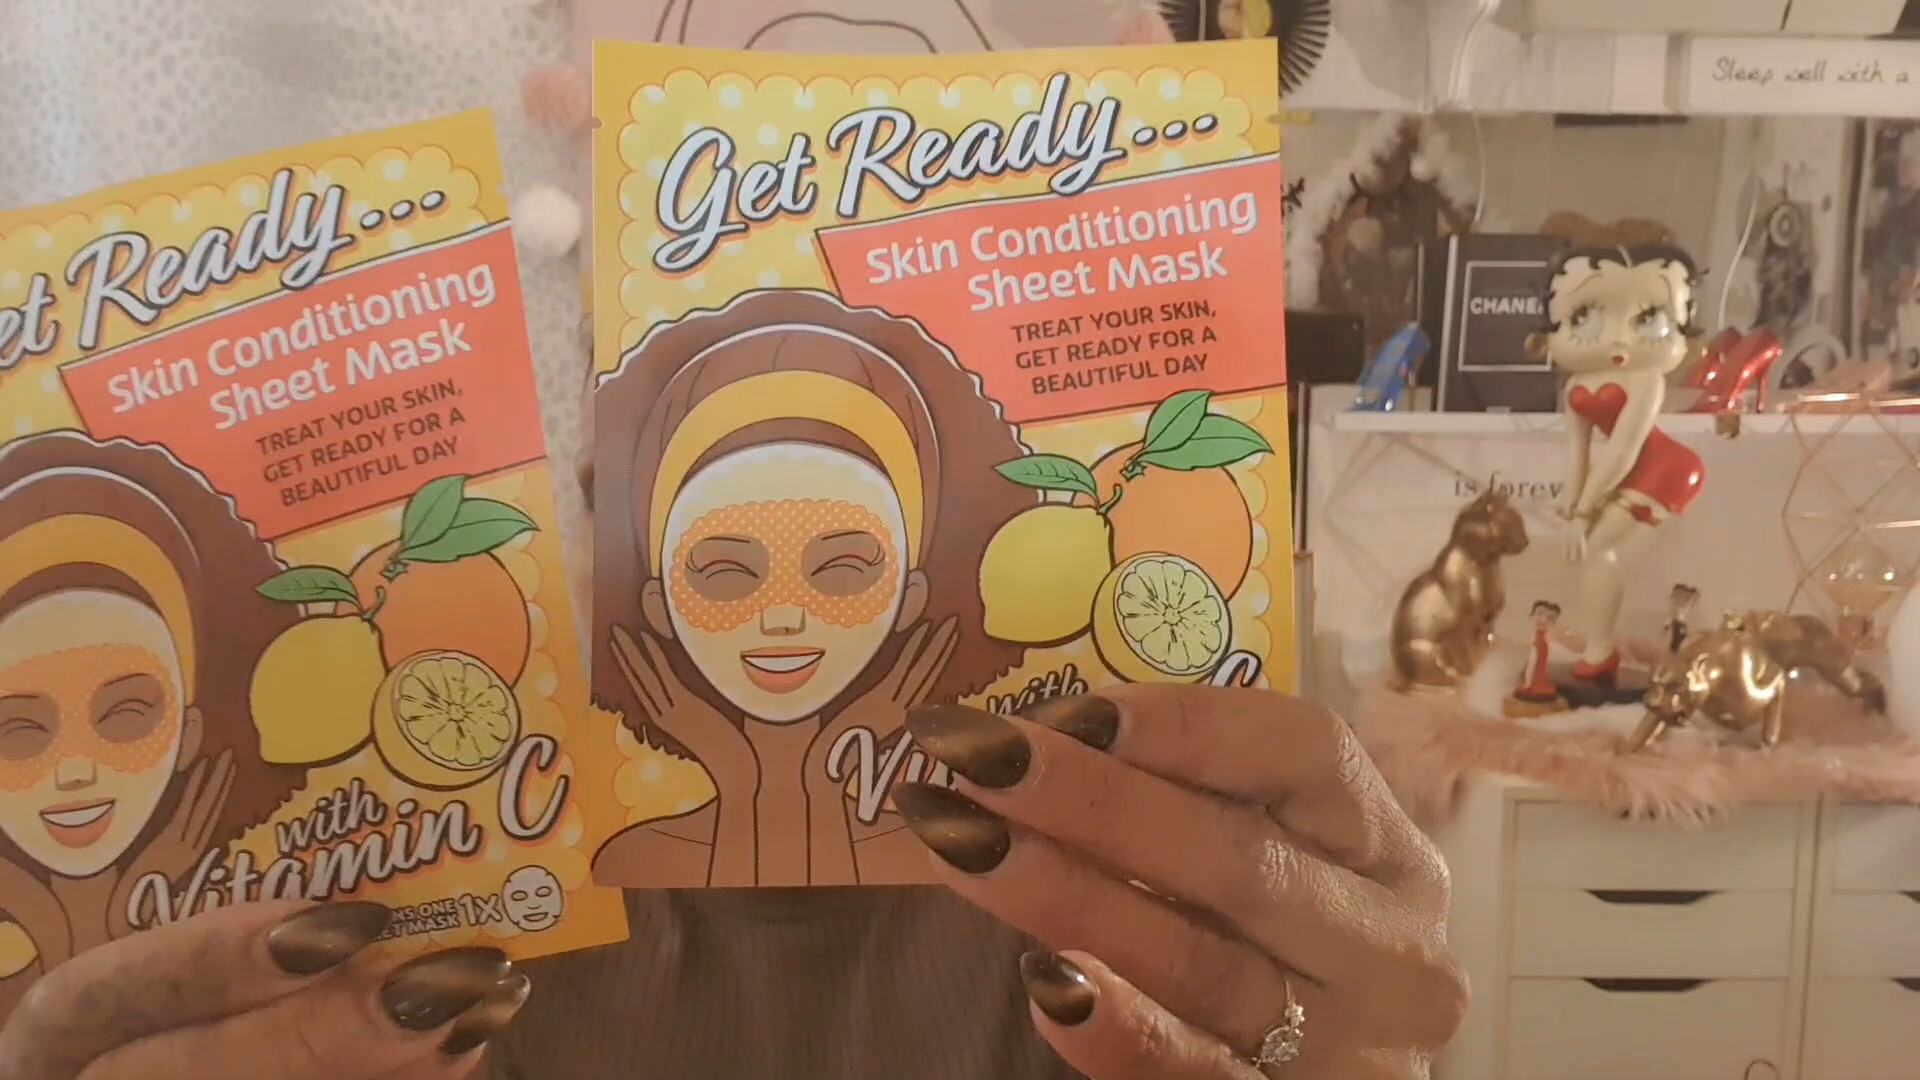 Get Ready...
Skin Conditioning
Sheet Mask
TREAT YOUR SKIN,
GET READY FOR A
BEAUTIFUL DAY
with
Ready...
Skin Conditioning
Sheet Mask
TREAT YOUR SKIN,
GET READY FOR A
BEAUTIFUL DAY
with
Vitamin C
ONE
MASK
1x
Sleep well with a
CHANEL
is forev